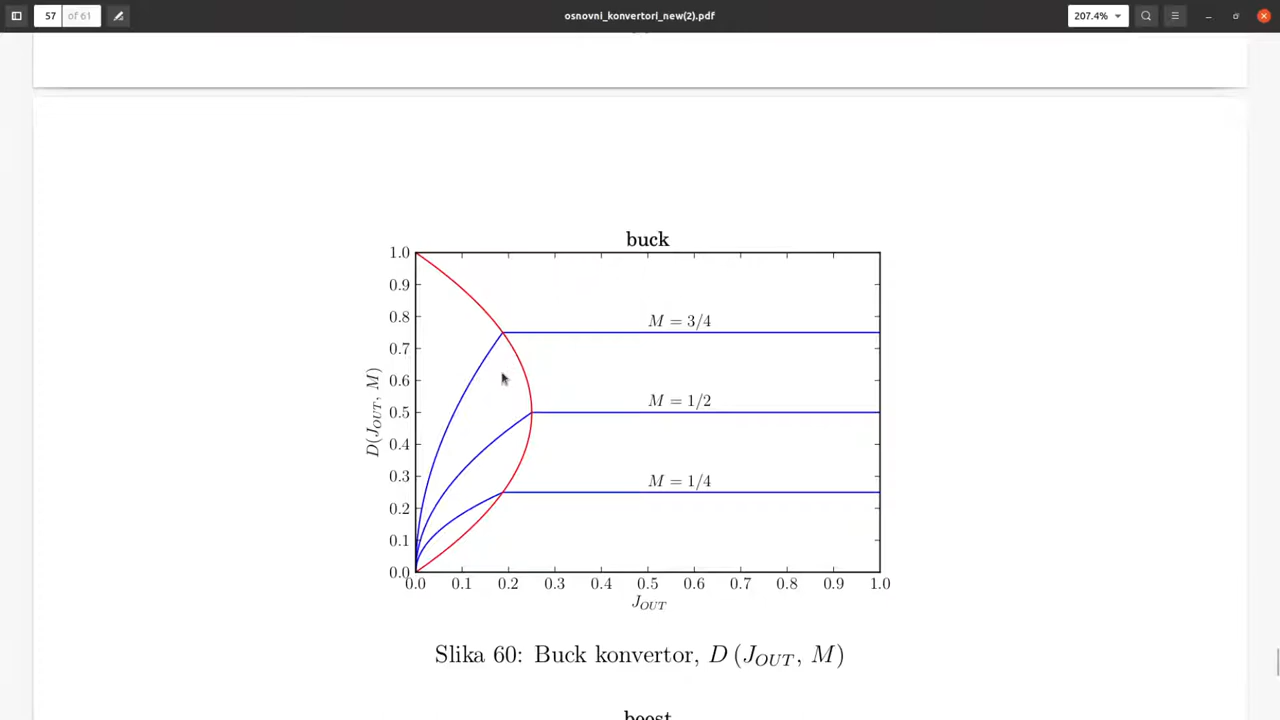 57 of 61
osnovni_konvertori_new(2).pdf
207.4%
buck
1.0
0.9
0.8
0.7
0.6
0.5
0.4
0.3
0.2
0.1
0.0
D(J_OUT, M)
M = 3/4
M = 1/2
M = 1/4
0.0 0.1 0.2 0.3 0.4 0.5 0.6 0.7 0.8 0.9 1.0
J_OUT
Slika 60: Buck konvertor, D (J_OUT, M)
boost